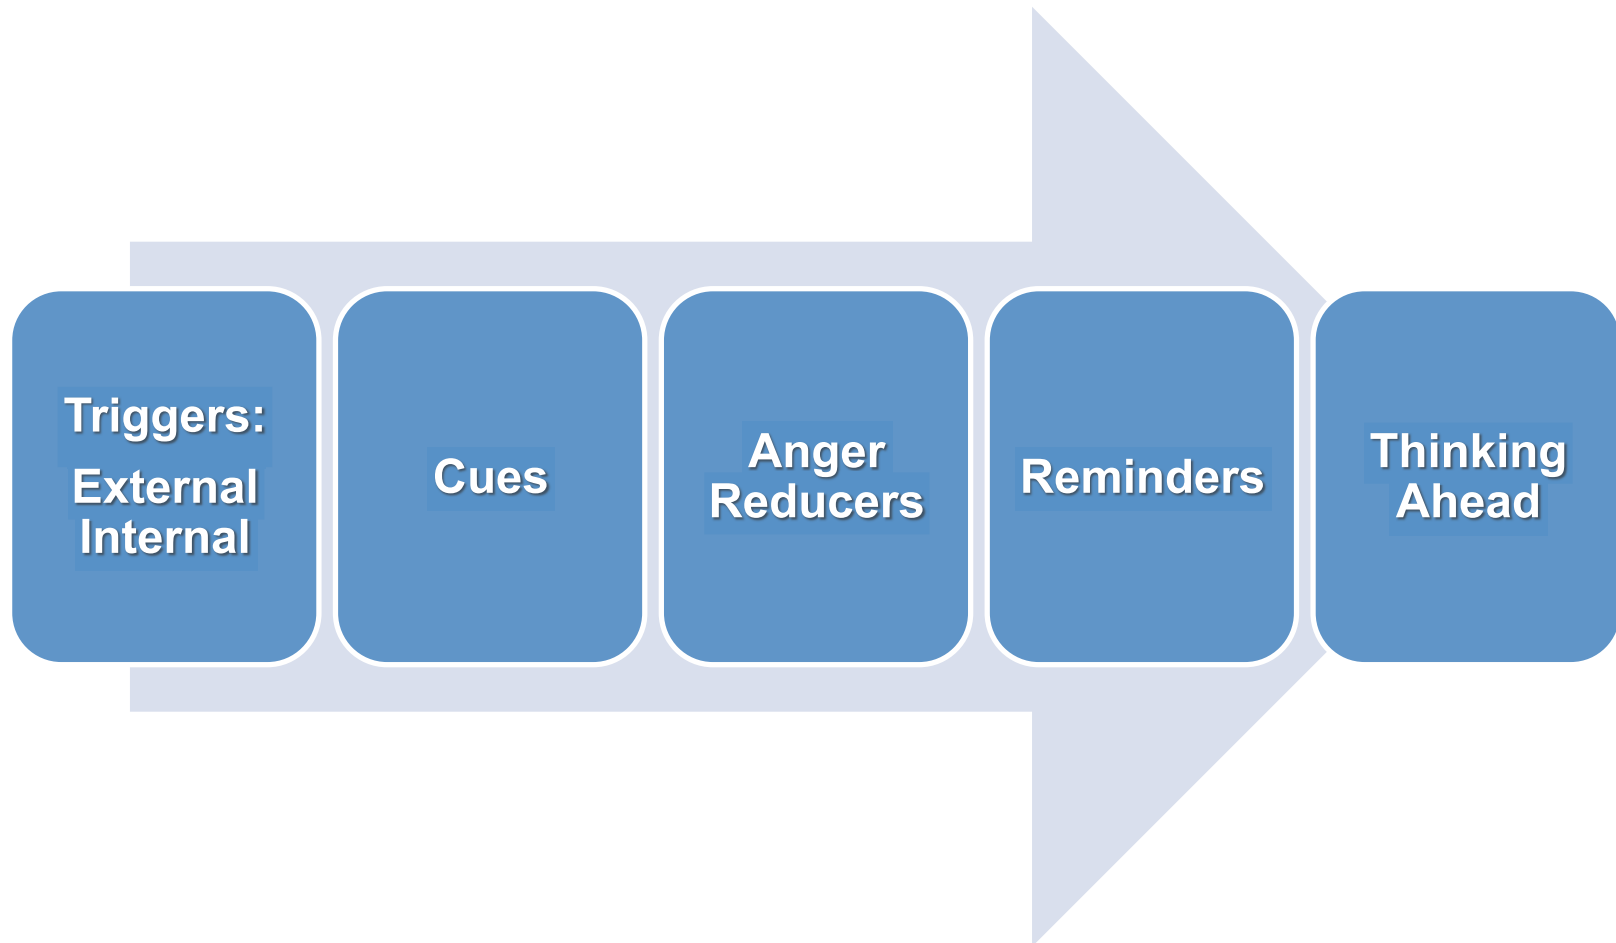 Triggers:
External
Internal
Cues
Anger
Reducers
Reminders
Thinking
Ahead